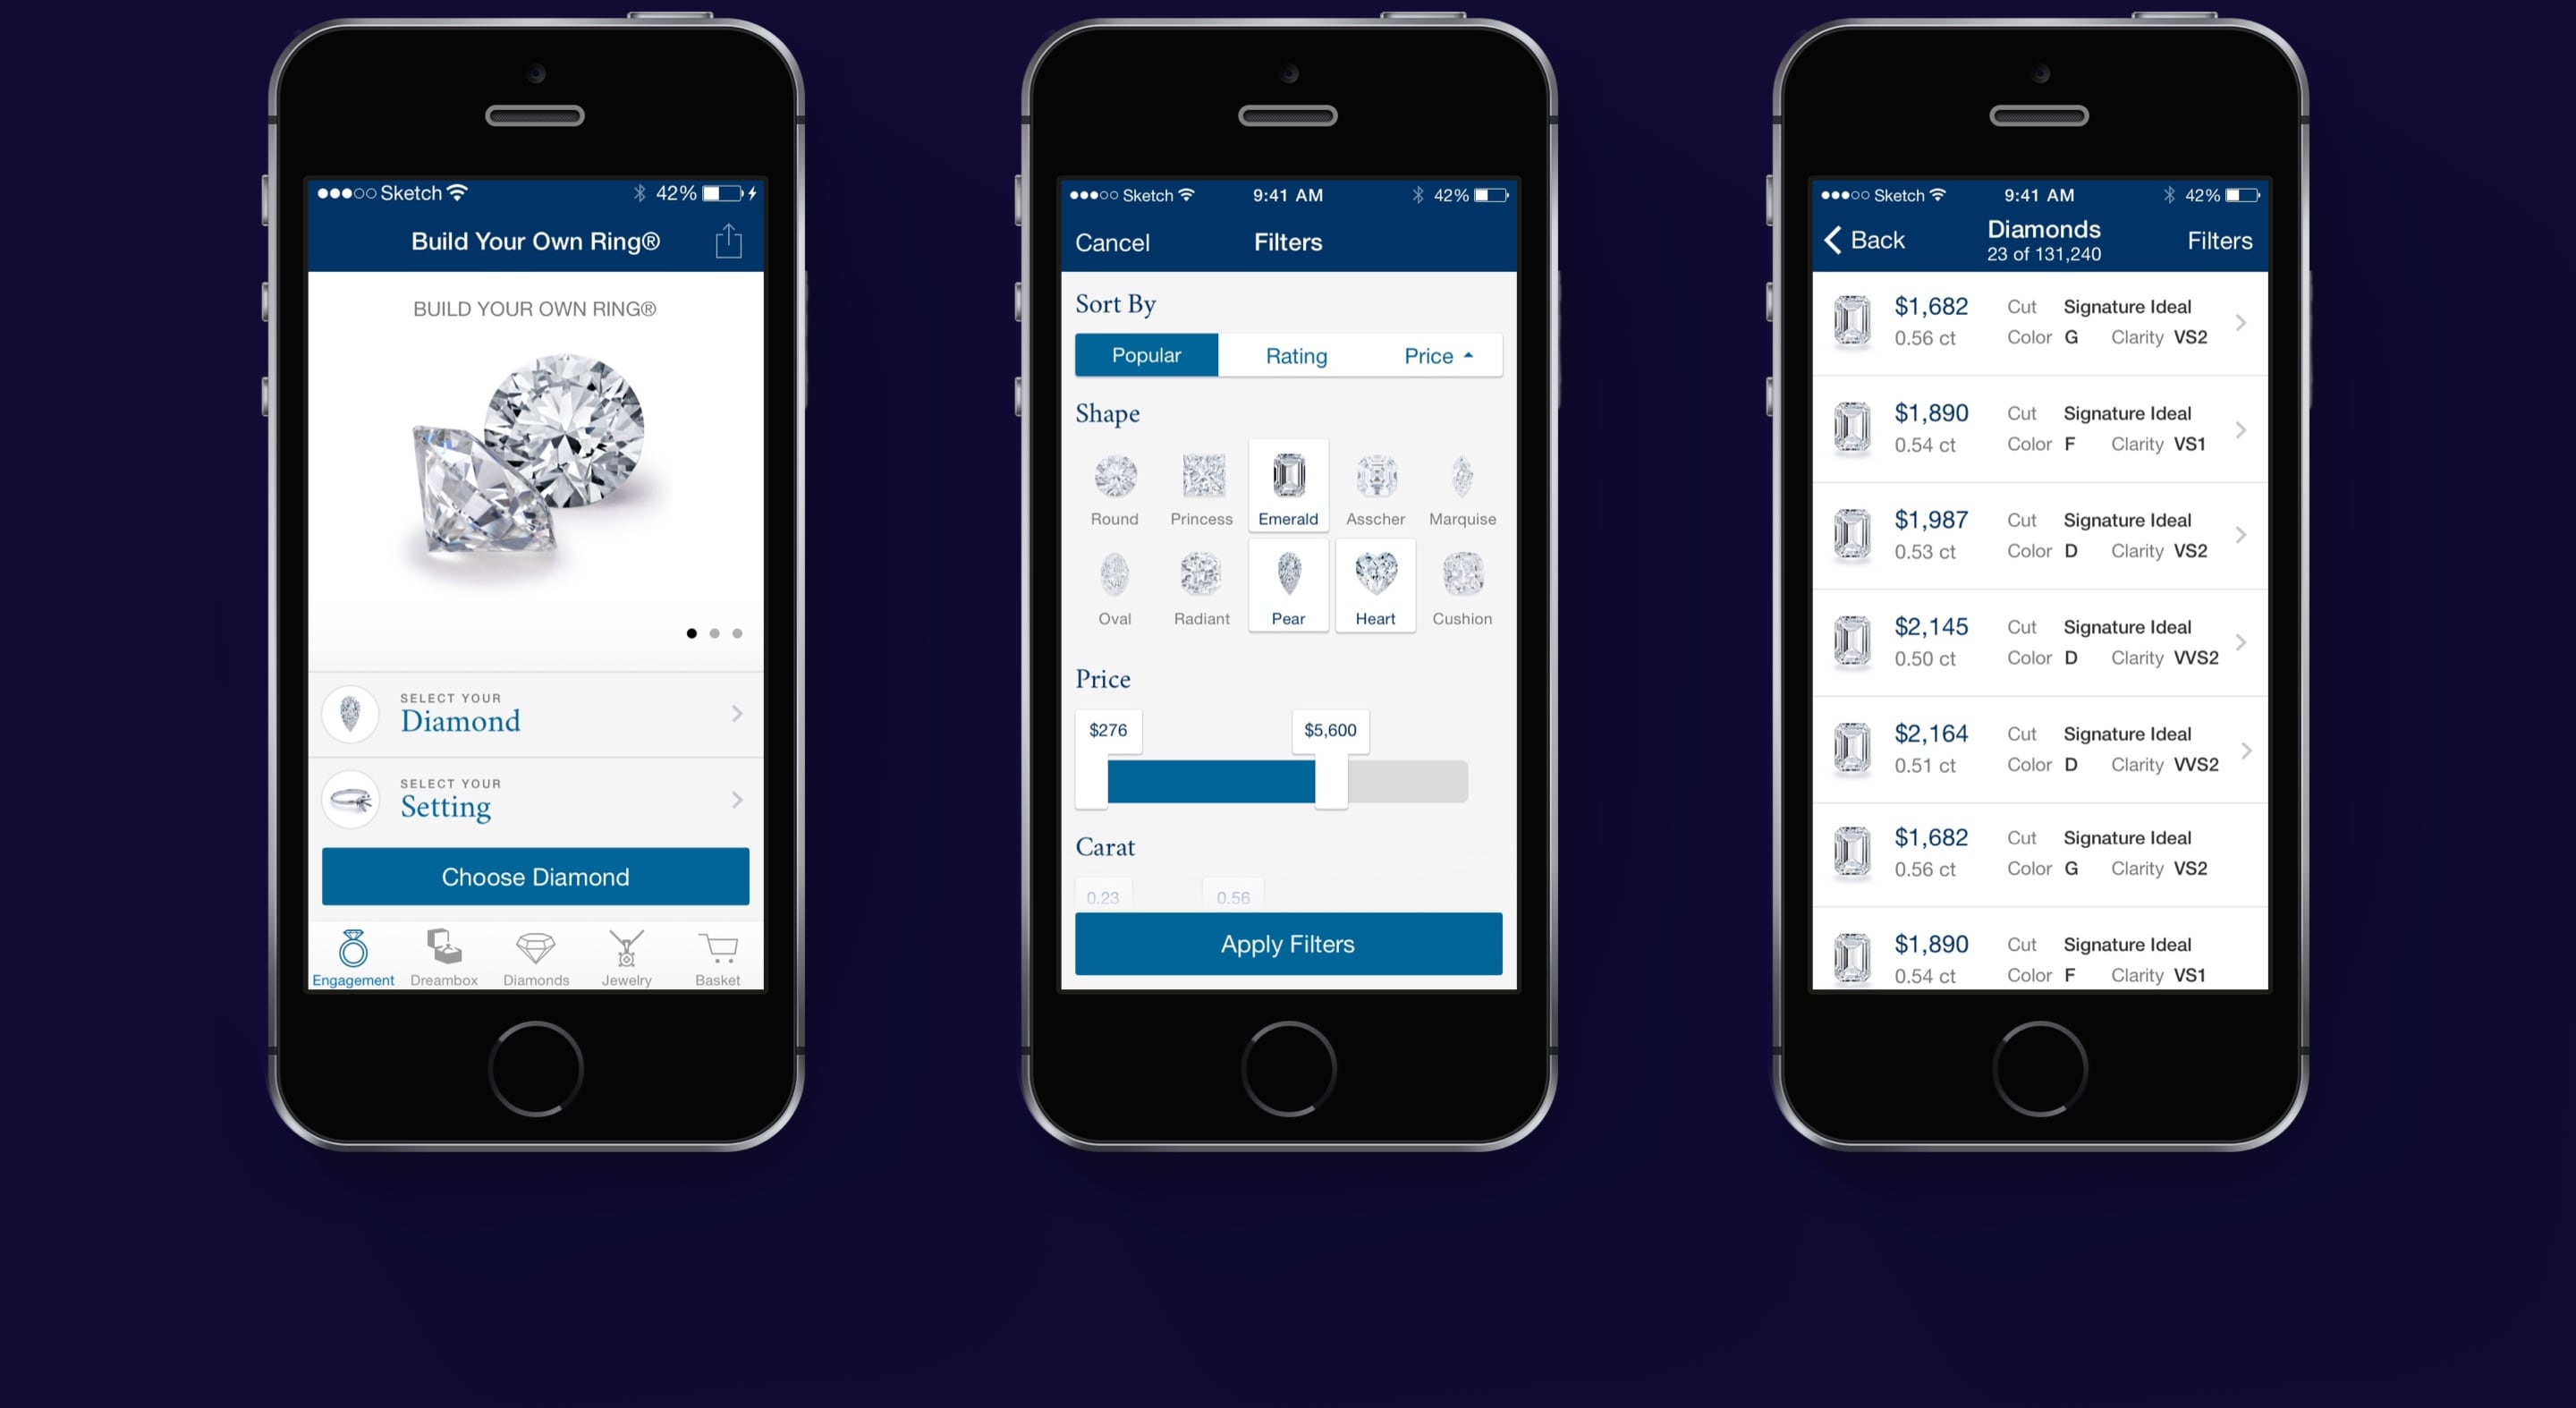 Sketch 42%
Build Your Own Ring®
BUILD YOUR OWN RING®
SELECT YOUR
Diamond
SELECT YOUR
Setting
Choose Diamond
Engagement Dreambox Diamonds Jewelry Basket
Sketch 9:41 AM 42%
Cancel Filters
Sort By
Popular Rating Price
Shape
Round Princess Emerald Asscher Marquise
Oval Radiant Pear Heart Cushion
Price
$276 $5,600
Carat
0.23 0.56
Apply Filters
Sketch 9:41 AM 42%
Back Diamonds Filters
23 of 131,240
$1,682 Cut Signature Ideal
0.56 ct Color G Clarity VS2
$1,890 Cut Signature Ideal
0.54 ct Color F Clarity VS1
$1,987 Cut Signature Ideal
0.53 ct Color D Clarity VS2
$2,145 Cut Signature Ideal
0.50 ct Color D Clarity VVS2
$2,164 Cut Signature Ideal
0.51 ct Color D Clarity VVS2
$1,682 Cut Signature Ideal
0.56 ct Color G Clarity VS2
$1,890 Cut Signature Ideal
0.54 ct Color F Clarity VS1